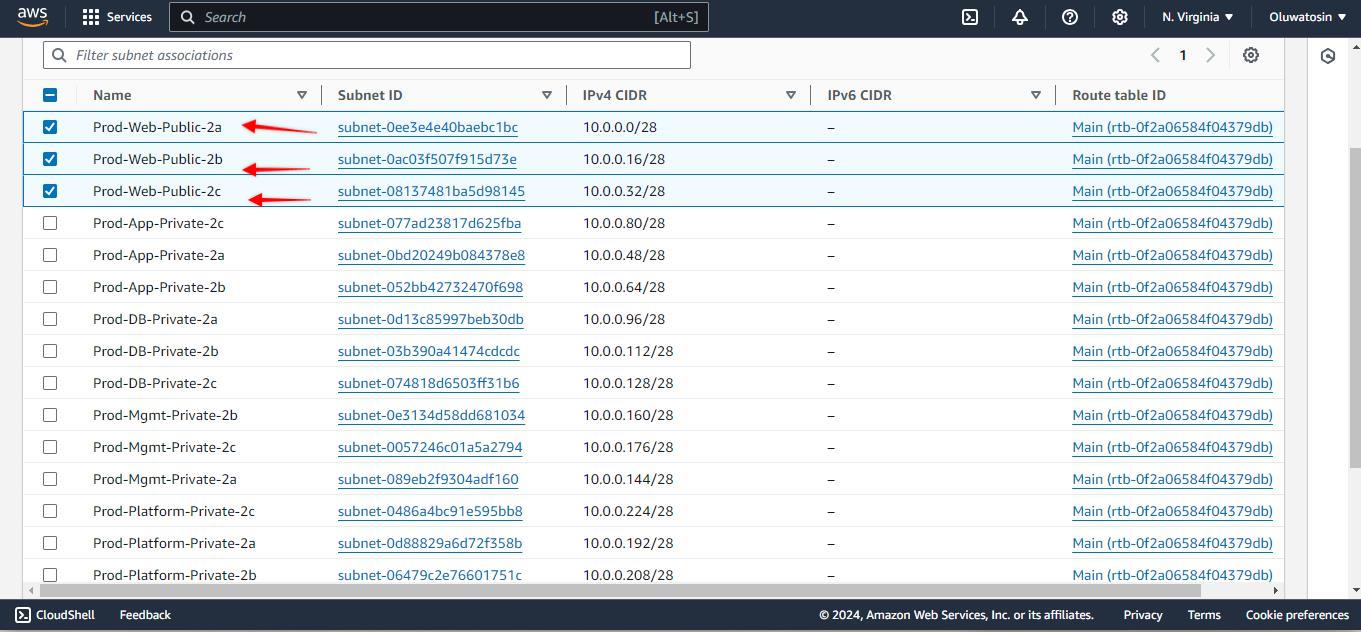 aws Services Search [Alt+S] N. Virginia Oluwatosin
Filter subnet associations 1
Name Subnet ID IPv4 CIDR IPv6 CIDR Route table ID
Prod-Web-Public-2a subnet-0ee3e4e40baebc1bc 10.0.0.0/28 – Main (rtb-0f2a06584f04379db)
Prod-Web-Public-2b subnet-0ac03f507f915d73e 10.0.0.16/28 – Main (rtb-0f2a06584f04379db)
Prod-Web-Public-2c subnet-08137481ba5d98145 10.0.0.32/28 – Main (rtb-0f2a06584f04379db)
Prod-App-Private-2c subnet-077ad23817d625fba 10.0.0.80/28 – Main (rtb-0f2a06584f04379db)
Prod-App-Private-2a subnet-0bd20249b084378e8 10.0.0.48/28 – Main (rtb-0f2a06584f04379db)
Prod-App-Private-2b subnet-052bb42732470f698 10.0.0.64/28 – Main (rtb-0f2a06584f04379db)
Prod-DB-Private-2a subnet-0d13c85997beb30db 10.0.0.96/28 – Main (rtb-0f2a06584f04379db)
Prod-DB-Private-2b subnet-03b390a41474cdcdc 10.0.0.112/28 – Main (rtb-0f2a06584f04379db)
Prod-DB-Private-2c subnet-074818d6503ff31b6 10.0.0.128/28 – Main (rtb-0f2a06584f04379db)
Prod-Mgmt-Private-2b subnet-0e3134d58dd681034 10.0.0.160/28 – Main (rtb-0f2a06584f04379db)
Prod-Mgmt-Private-2c subnet-0057246c01a5a2794 10.0.0.176/28 – Main (rtb-0f2a06584f04379db)
Prod-Mgmt-Private-2a subnet-089eb2f9304adf160 10.0.0.144/28 – Main (rtb-0f2a06584f04379db)
Prod-Platform-Private-2c subnet-0486a4bc91e595bb8 10.0.0.224/28 – Main (rtb-0f2a06584f04379db)
Prod-Platform-Private-2a subnet-0d88829a6d72f358b 10.0.0.192/28 – Main (rtb-0f2a06584f04379db)
Prod-Platform-Private-2b subnet-06479c2e76601751c 10.0.0.208/28 – Main (rtb-0f2a06584f04379db)
CloudShell Feedback © 2024, Amazon Web Services, Inc. or its affiliates. Privacy Terms Cookie preferences